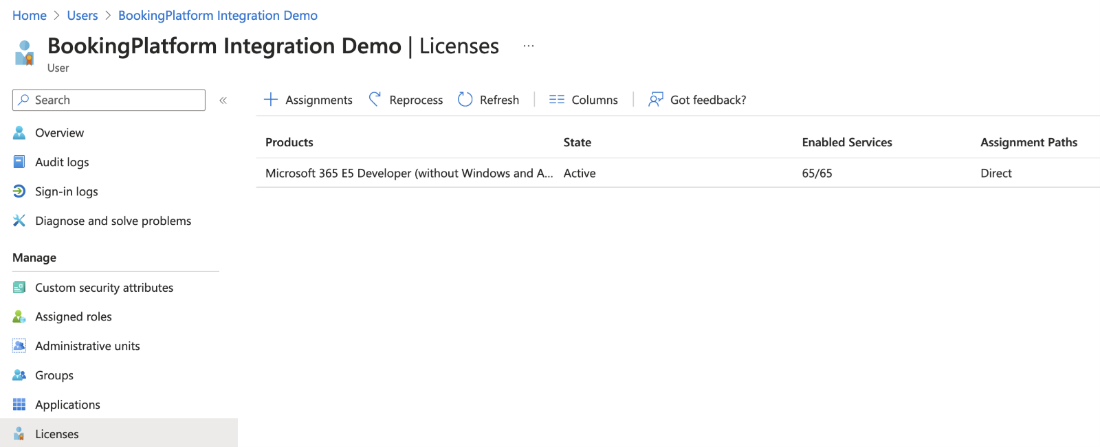 Home > Users > BookingPlatform Integration Demo
BookingPlatform Integration Demo | Licenses ...
User
Search «
Overview
Audit logs
Sign-in logs
Diagnose and solve problems
Manage
Custom security attributes
Assigned roles
Administrative units
Groups
Applications
Licenses
+ Assignments Reprocess Refresh | Columns | Got feedback?
Products State Enabled Services Assignment Paths
Microsoft 365 E5 Developer (without Windows and A... Active 65/65 Direct